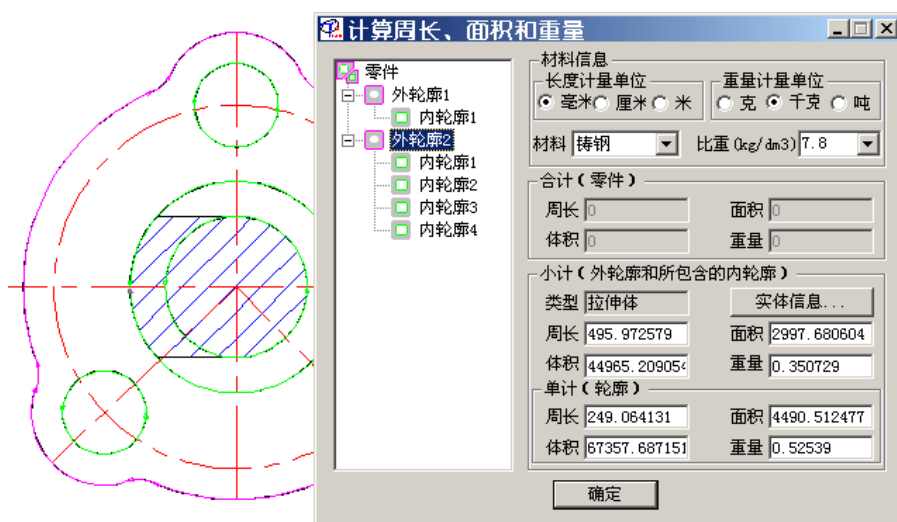 计算周长、面积和重量
零件
外轮廓1
内轮廓1
外轮廓2
内轮廓1
内轮廓2
内轮廓3
内轮廓4
材料信息
长度计量单位
毫米 厘米 米
重量计量单位
克 千克 吨
材料 铸钢 比重(kg/dm3) 7.8
合计(零件)
周长 0 面积 0
体积 0 重量 0
小计(外轮廓和所包含的内轮廓)
类型 拉伸体 实体信息...
周长 495.972579 面积 2997.680604
体积 44965.209054 重量 0.350729
单计(轮廓)
周长 249.064131 面积 4490.512477
体积 67357.687151 重量 0.52539
确定